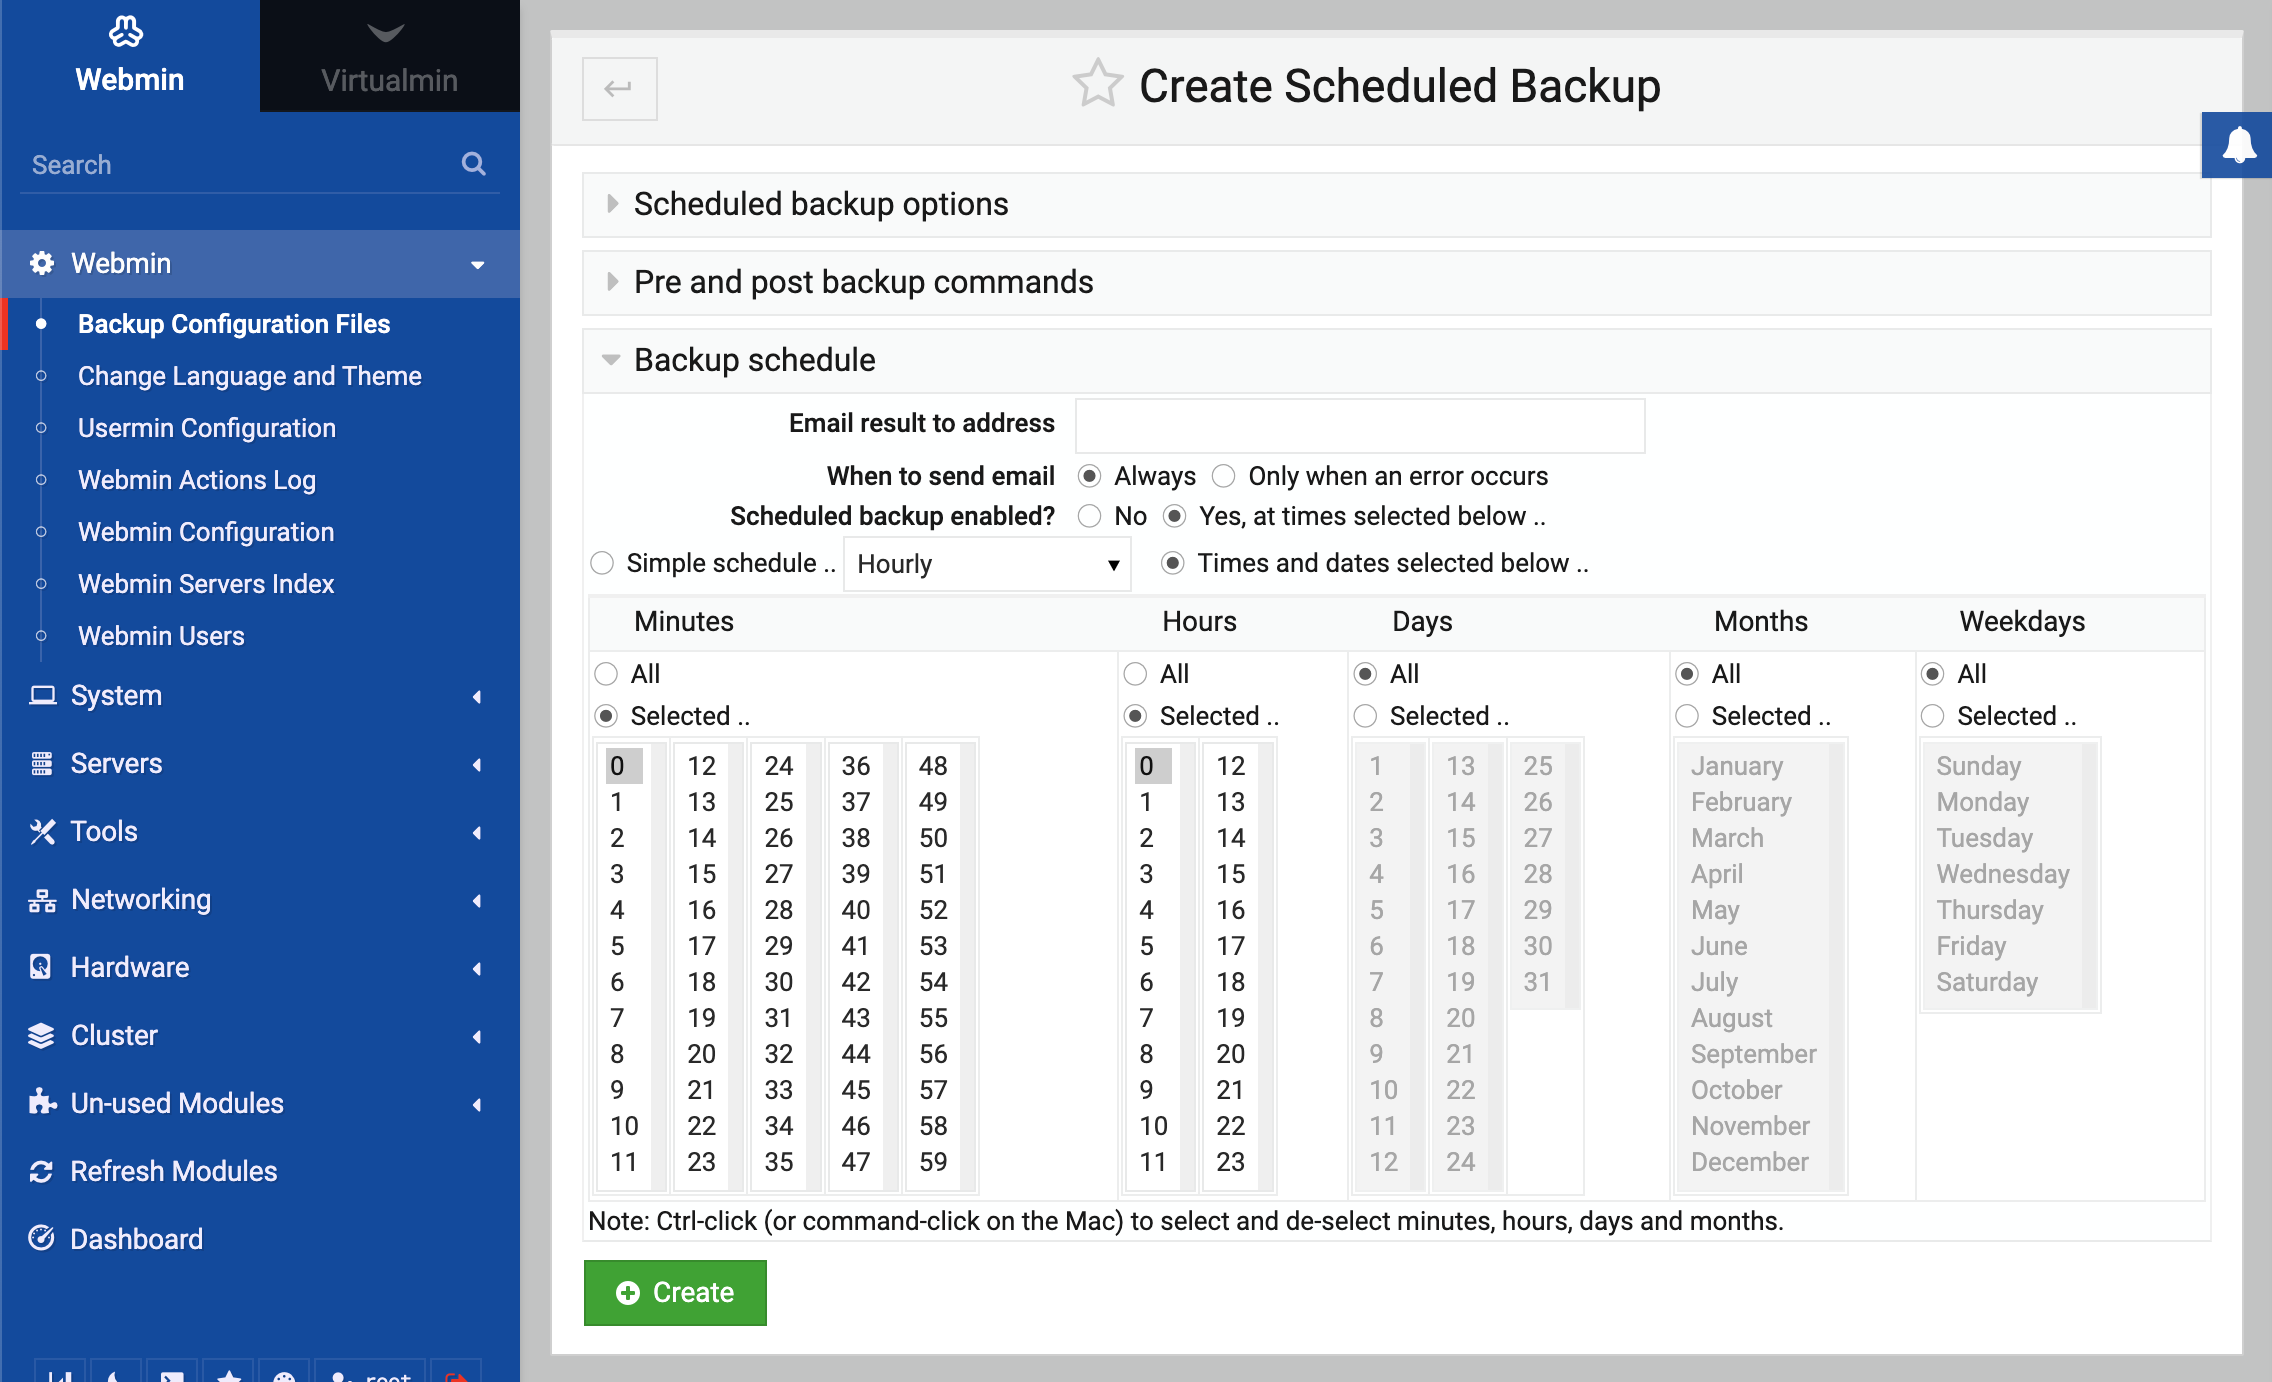 Webmin
Virtualmin
Search
Webmin
Backup Configuration Files
Change Language and Theme
Usermin Configuration
Webmin Actions Log
Webmin Configuration
Webmin Servers Index
Webmin Users
System
Servers
Tools
Networking
Hardware
Cluster
Un-used Modules
Refresh Modules
Dashboard
Create Scheduled Backup
Scheduled backup options
Pre and post backup commands
Backup schedule
Email result to address
When to send email Always Only when an error occurs
Scheduled backup enabled? No Yes, at times selected below ..
Simple schedule .. Hourly Times and dates selected below ..
Minutes Hours Days Months Weekdays
All All All All All
Selected .. Selected .. Selected .. Selected .. Selected ..
0 12 24 36 48 0 12 1 13 25 January Sunday
1 13 25 37 49 1 13 2 14 26 February Monday
2 14 26 38 50 2 14 3 15 27 March Tuesday
3 15 27 39 51 3 15 4 16 28 April Wednesday
4 16 28 40 52 4 16 5 17 29 May Thursday
5 17 29 41 53 5 17 6 18 30 June Friday
6 18 30 42 54 6 18 7 19 31 July Saturday
7 19 31 43 55 7 19 8 20 August
8 20 32 44 56 8 20 9 21 September
9 21 33 45 57 9 21 10 22 October
10 22 34 46 58 10 22 11 23 November
11 23 35 47 59 11 23 12 24 December
Note: Ctrl-click (or command-click on the Mac) to select and de-select minutes, hours, days and months.
Create